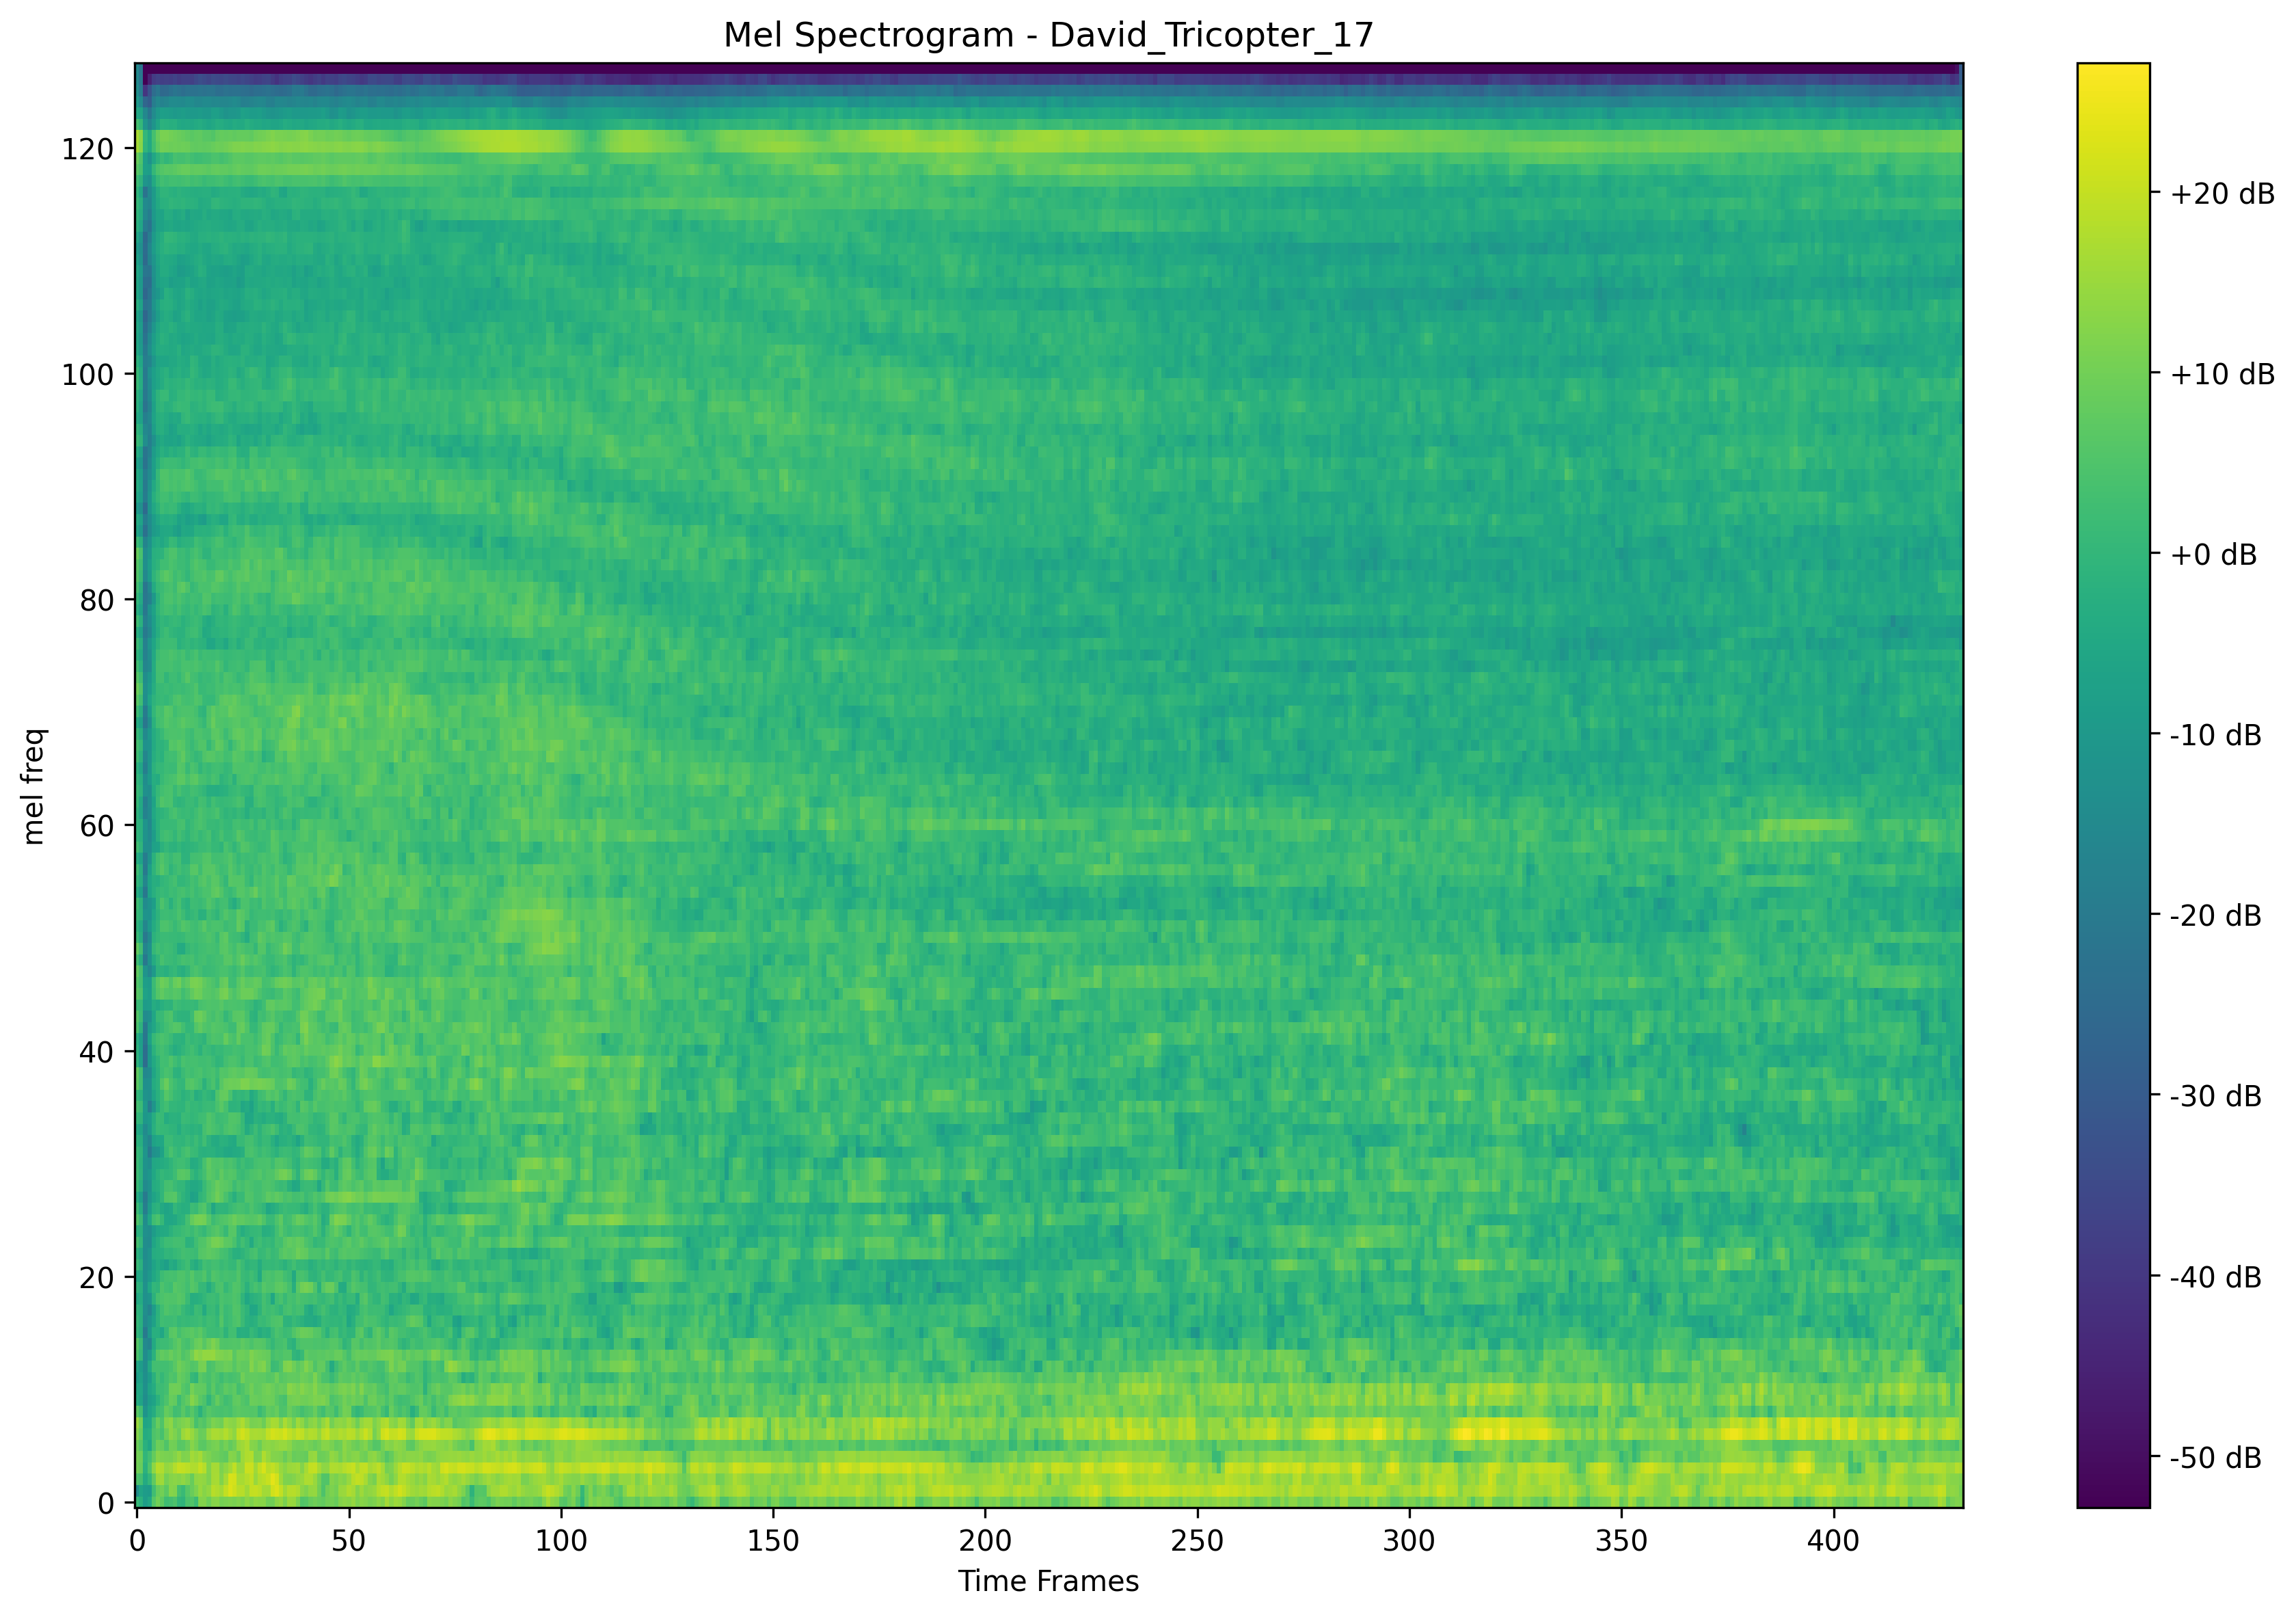 Mel Spectrogram - David_Tricopter_17
mel freq
120
100
80
60
40
20
0
0 50 100 150 200 250 300 350 400
Time Frames
+20 dB
+10 dB
+0 dB
-10 dB
-20 dB
-30 dB
-40 dB
-50 dB